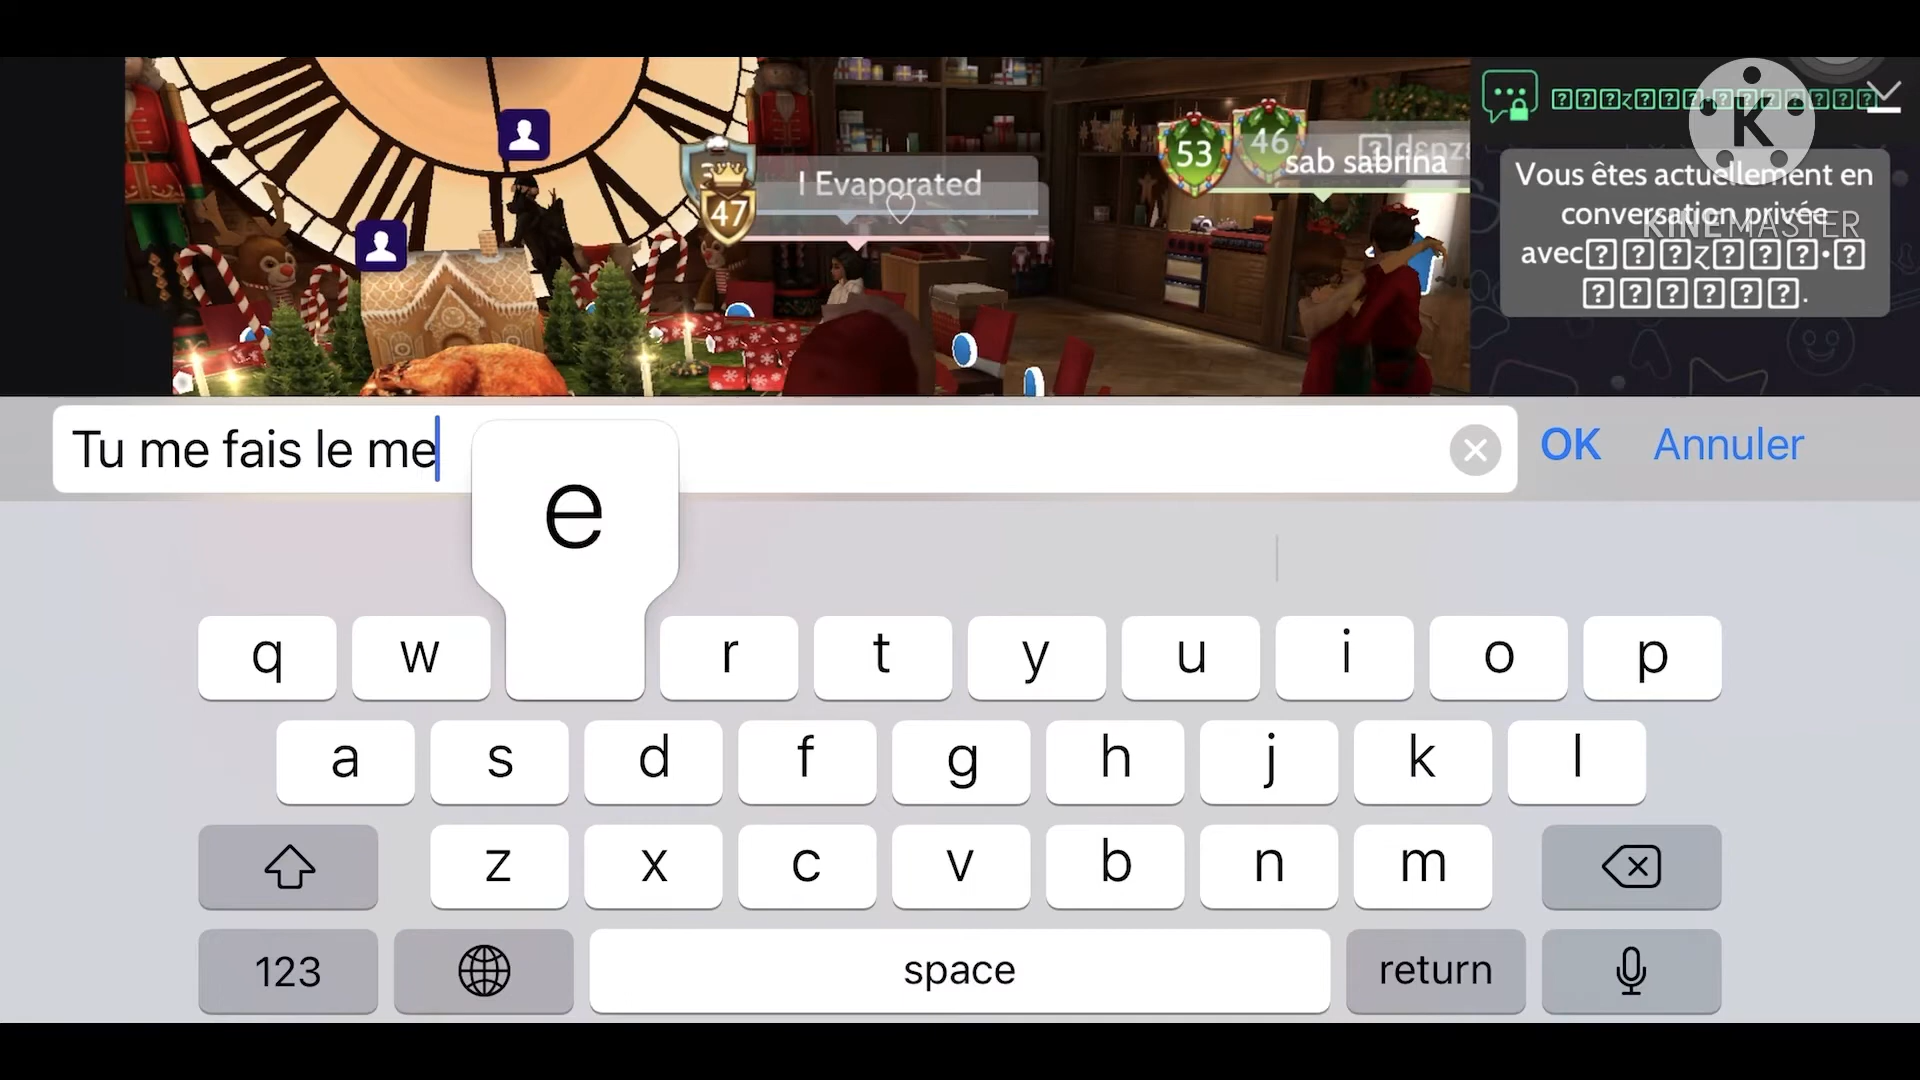 I Evaporated
47
53
46
sab sabrina
K
KINEMASTER
Vous êtes actuellement en
conversation privée
avec
Tu me fais le me
OK
Annuler
e
q w r t y u i o p
a s d f g h j k l
z x c v b n m
123
space
return